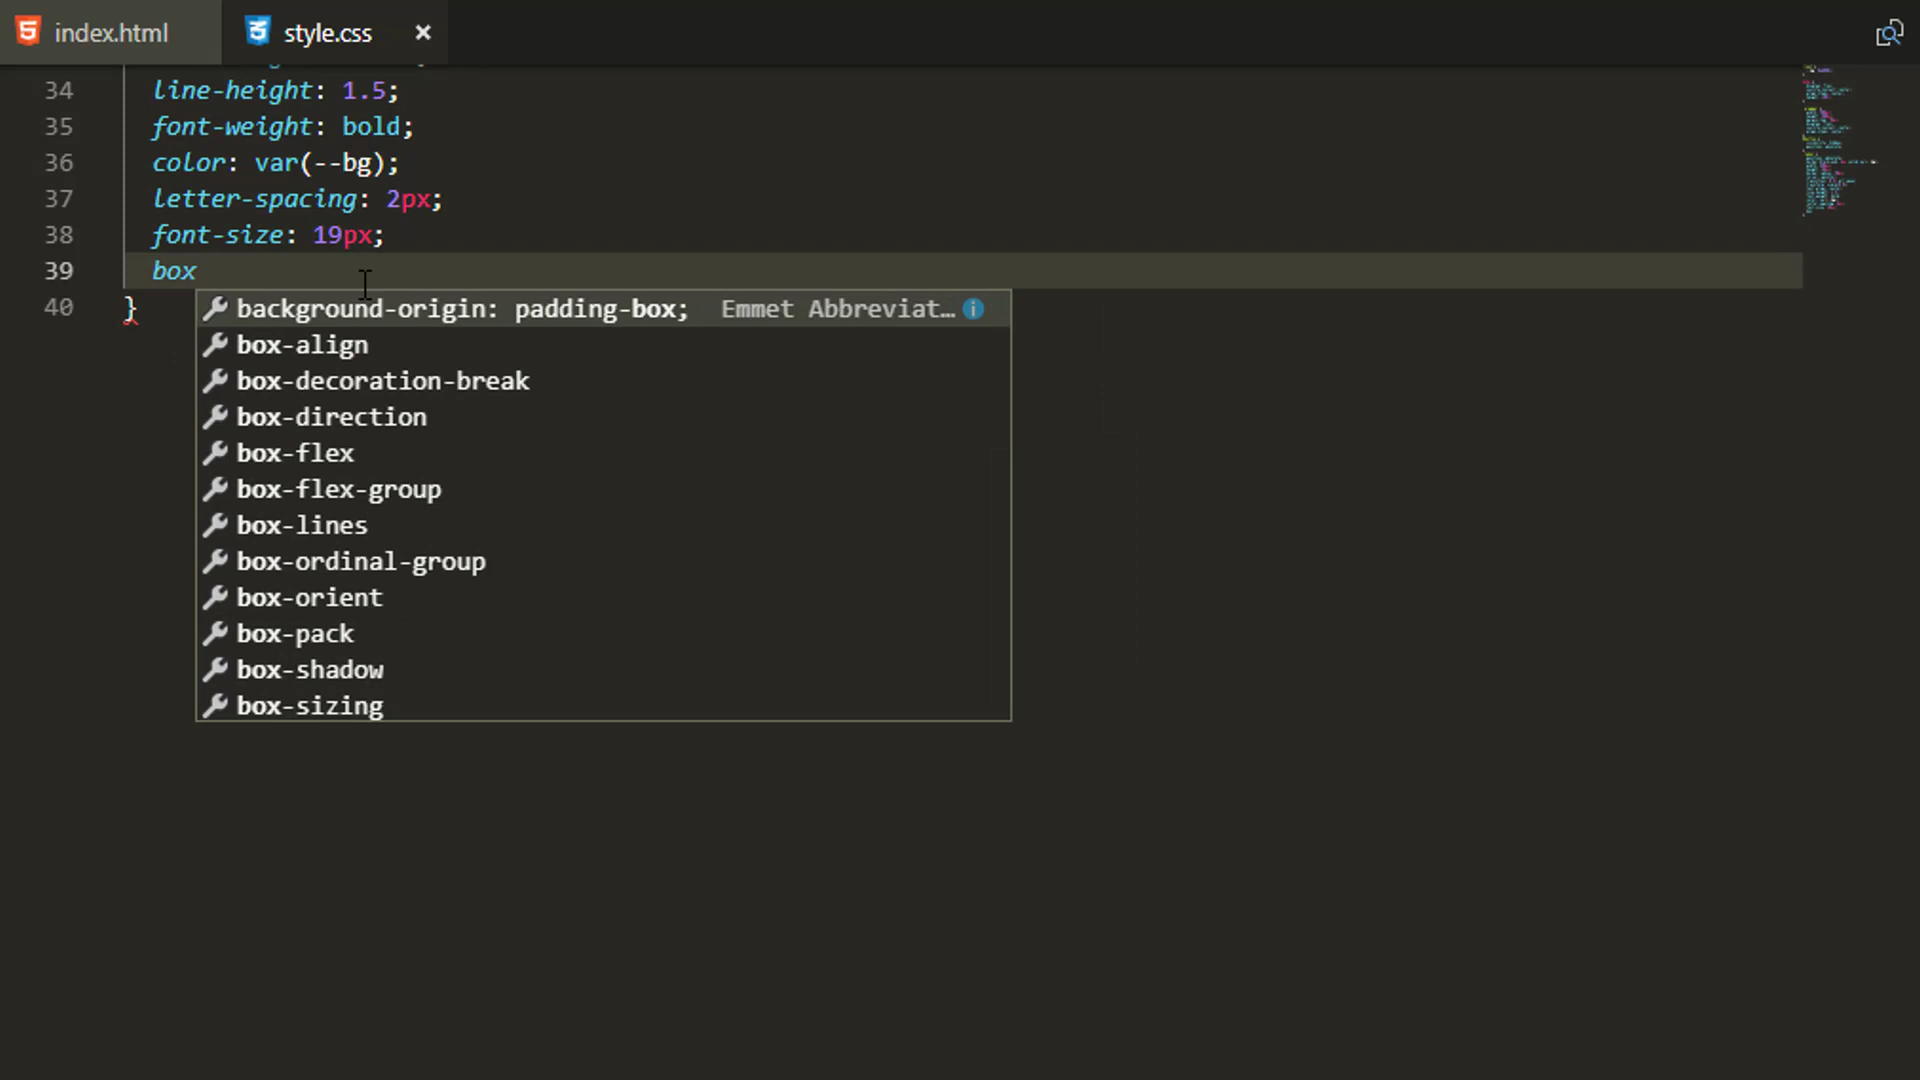 index.html
style.css
34 line-height: 1.5;
35 font-weight: bold;
36 color: var(--bg);
37 letter-spacing: 2px;
38 font-size: 19px;
39 box
40 }
background-origin: padding-box; Emmet Abbreviat…
box-align
box-decoration-break
box-direction
box-flex
box-flex-group
box-lines
box-ordinal-group
box-orient
box-pack
box-shadow
box-sizing